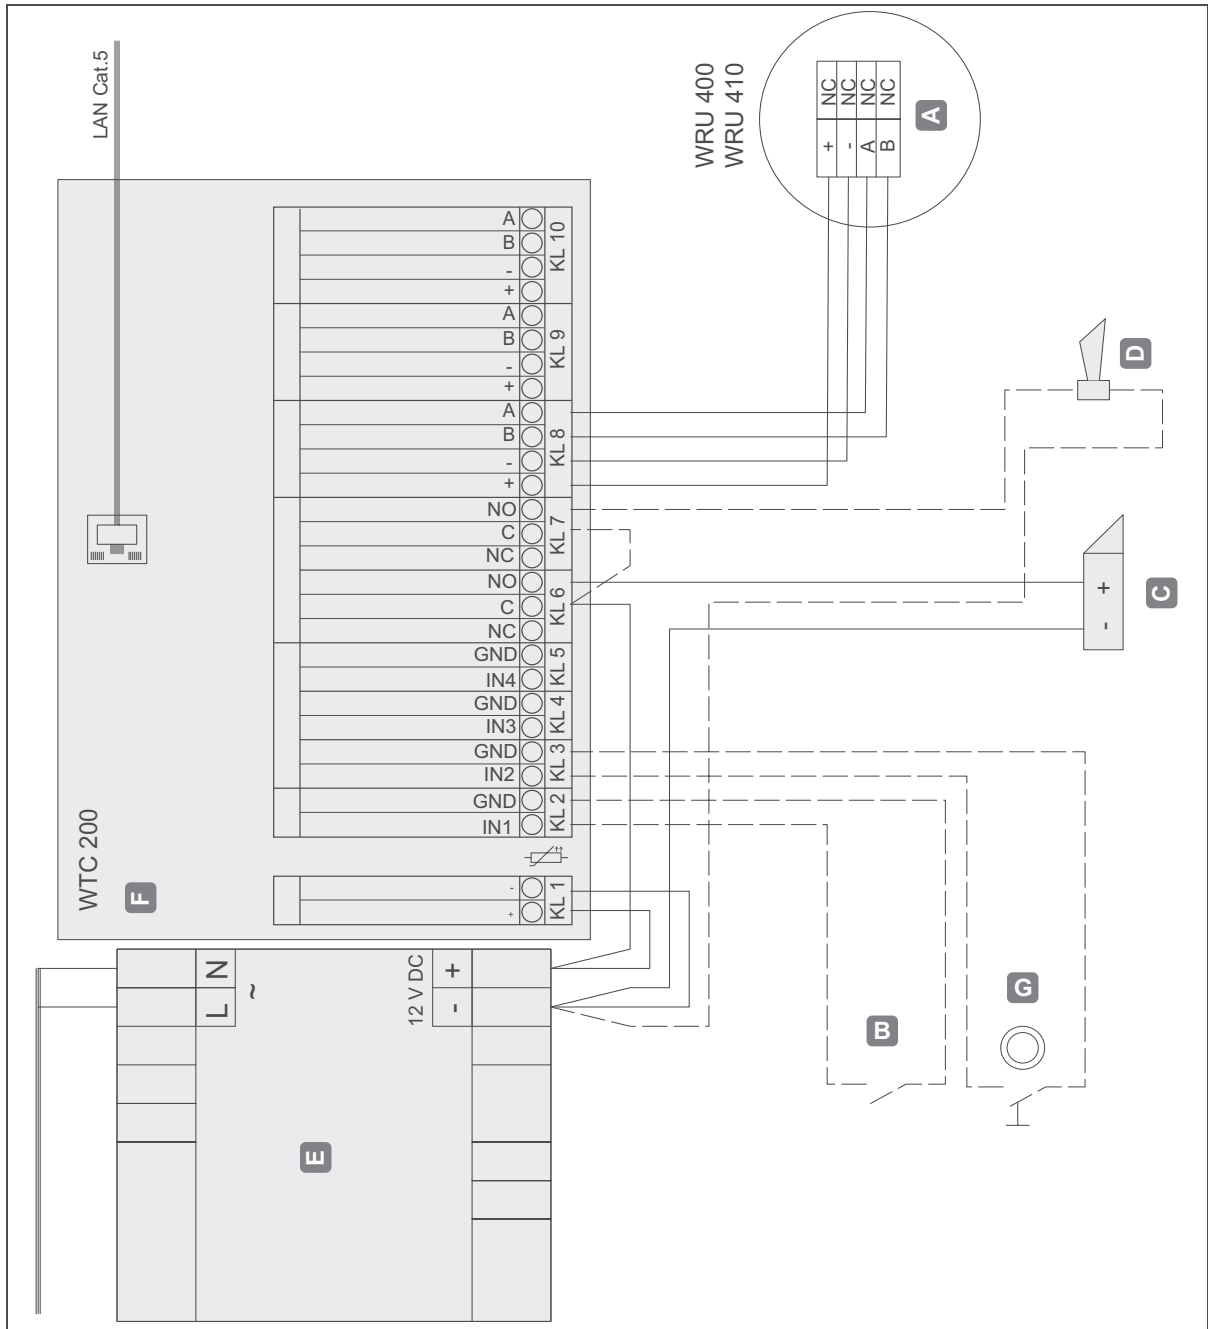 LAN Cat.5
WRU 400
WRU 410
+ NC
- NC
A NC
B NC
A
WTC 200
F
A
B
-
+
KL 10
A
B
-
+
KL 9
A
B
-
+
KL 8
NO
C
NC
KL 7
NO
C
NC
KL 6
GND
IN4
KL 5
GND
IN3
KL 4
GND
IN2
KL 3
GND
IN1
KL 2
-
+
KL 1
D
+
-
C
L N
~
12 V DC
- +
E
B
G